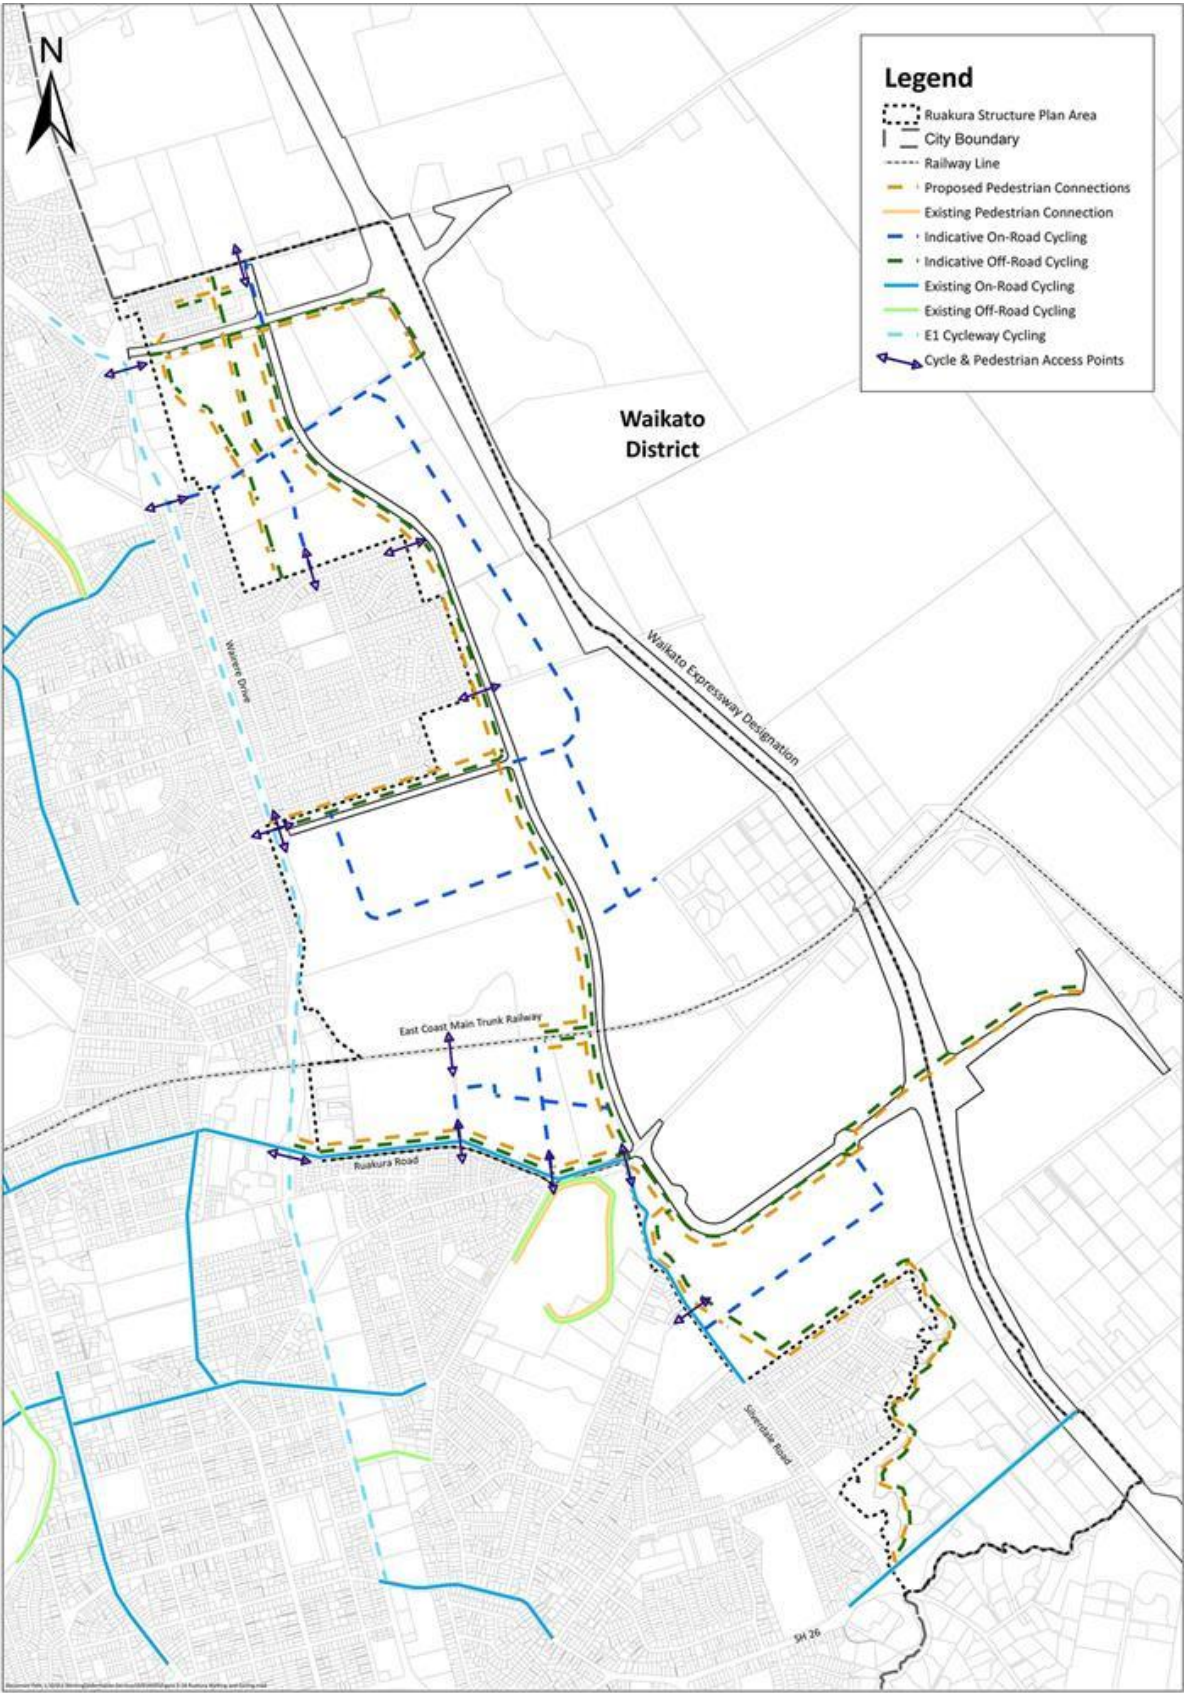 N
Legend
Ruakura Structure Plan Area
City Boundary
Railway Line
Proposed Pedestrian Connections
Existing Pedestrian Connection
Indicative On-Road Cycling
Indicative Off-Road Cycling
Existing On-Road Cycling
Existing Off-Road Cycling
E1 Cycleway Cycling
Cycle & Pedestrian Access Points
Waikato
District
Wairere Drive
Waikato Expressway Designation
East Coast Main Trunk Railway
Ruakura Road
Silverdale Road
SH 26